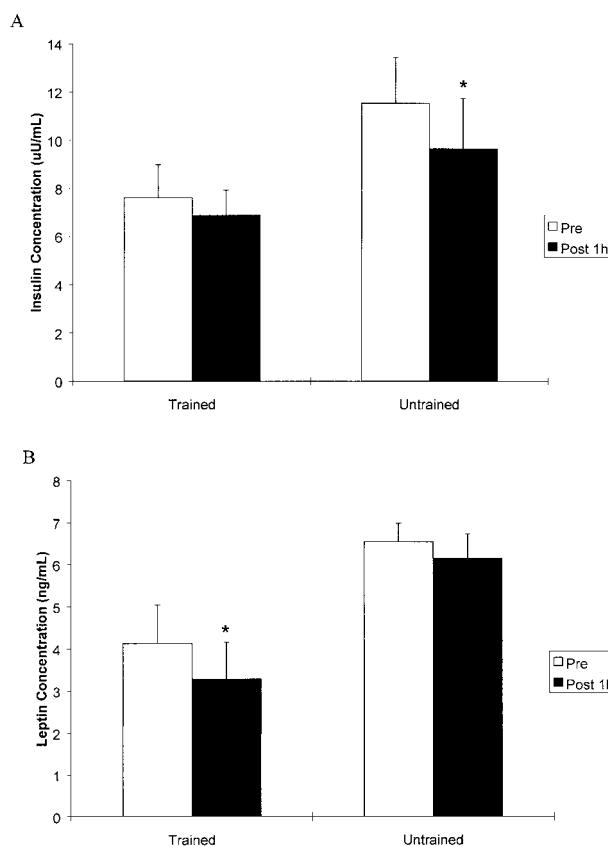 A
Insulin Concentration (uU/mL)
14
12
10
8
6
4
2
0
*
Trained
Untrained
Pre
Post 1h
B
Leptin Concentration (ng/mL)
8
7
6
5
4
3
2
1
0
*
Trained
Untrained
Pre
Post 1h